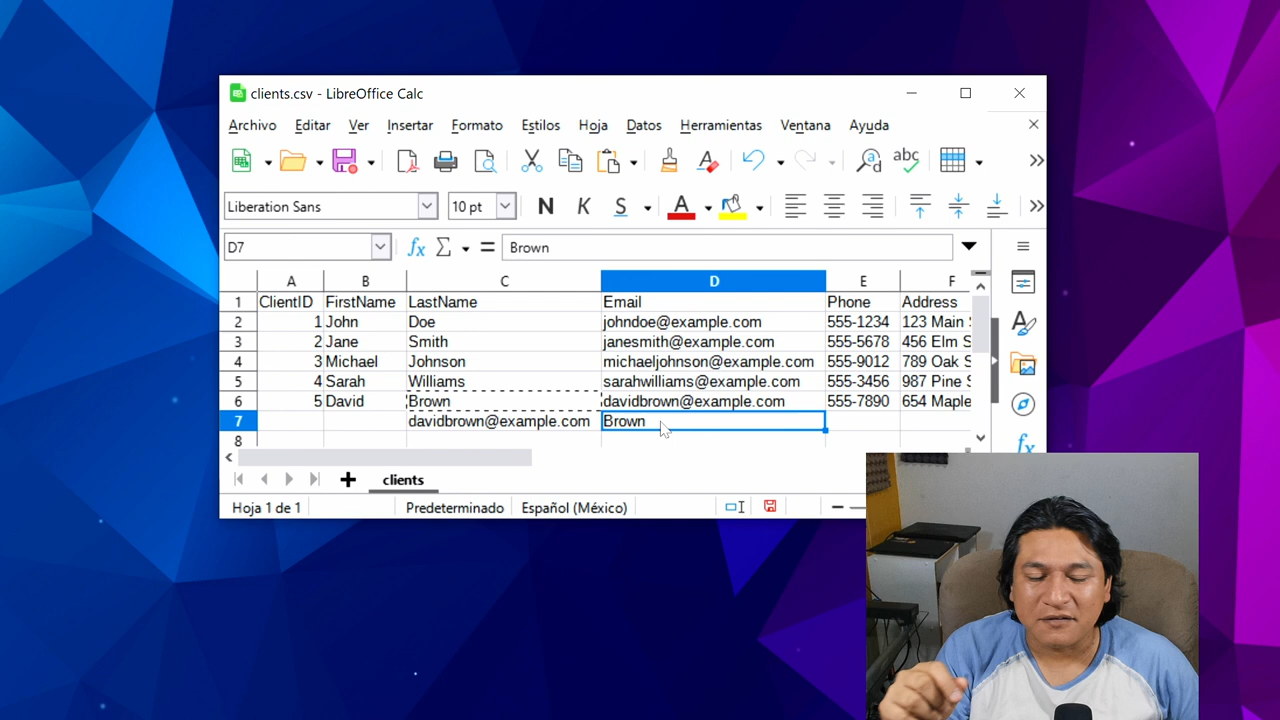 clients.csv - LibreOffice Calc
Archivo Editar Ver Insertar Formato Estilos Hoja Datos Herramientas Ventana Ayuda
abc
Liberation Sans 10 pt N K S A
D7 fx Σ = Brown
A B C D E F
1 ClientID FirstName LastName Email Phone Address
2 1 John Doe johndoe@example.com 555-1234 123 Main
3 2 Jane Smith janesmith@example.com 555-5678 456 Elm S
4 3 Michael Johnson michaeljohnson@example.com 555-9012 789 Oak S
5 4 Sarah Williams sarahwilliams@example.com 555-3456 987 Pine
6 5 David Brown davidbrown@example.com 555-7890 654 Maple
7 davidbrown@example.com Brown
8
clients
Hoja 1 de 1 Predeterminado Español (México)